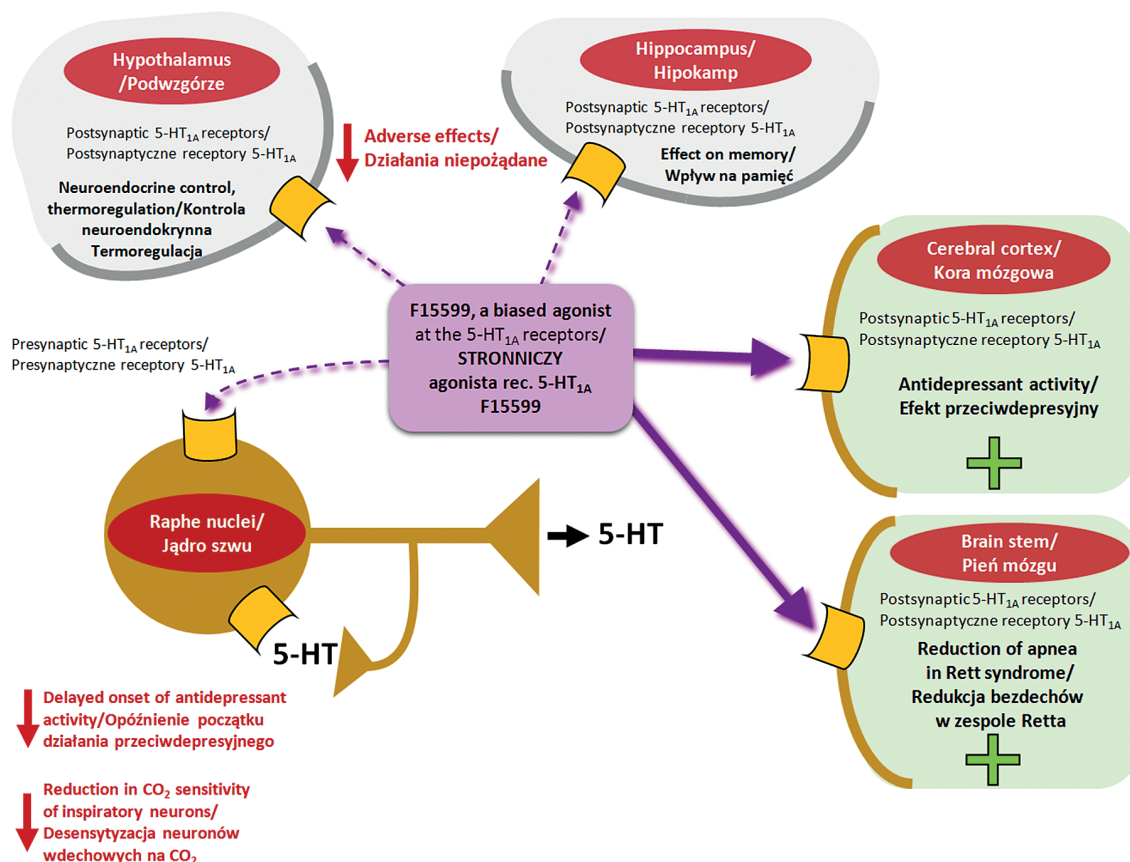 Hypothalamus
/Podwzgórze
Postsynaptic 5-HT1A receptors/
Postsynaptyczne receptory 5-HT1A
Neuroendocrine control,
thermoregulation/Kontrola
neuroendokrynna
Termoregulacja
Adverse effects/
Działania niepożądane
Hippocampus/
Hipokamp
Postsynaptic 5-HT1A receptors/
Postsynaptyczne receptory 5-HT1A
Effect on memory/
Wpływ na pamięć
Cerebral cortex/
Kora mózgowa
Postsynaptic 5-HT1A receptors/
Postsynaptyczne receptory 5-HT1A
Antidepressant activity/
Efekt przeciwdepresyjny
F15599, a biased agonist
at the 5-HT1A receptors/
STRONNICZY
agonista rec. 5-HT1A
F15599
Presynaptic 5-HT1A receptors/
Presynaptyczne receptory 5-HT1A
Raphe nuclei/
Jądro szwu
5-HT
5-HT
Brain stem/
Pień mózgu
Postsynaptic 5-HT1A receptors/
Postsynaptyczne receptory 5-HT1A
Reduction of apnea
in Rett syndrome/
Redukcja bezdechów
w zespole Retta
Delayed onset of antidepressant
activity/Opóźnienie początku
działania przeciwdepresyjnego
Reduction in CO2 sensitivity
of inspiratory neurons/
Desensytyzacja neuronów
wdechowych na CO2